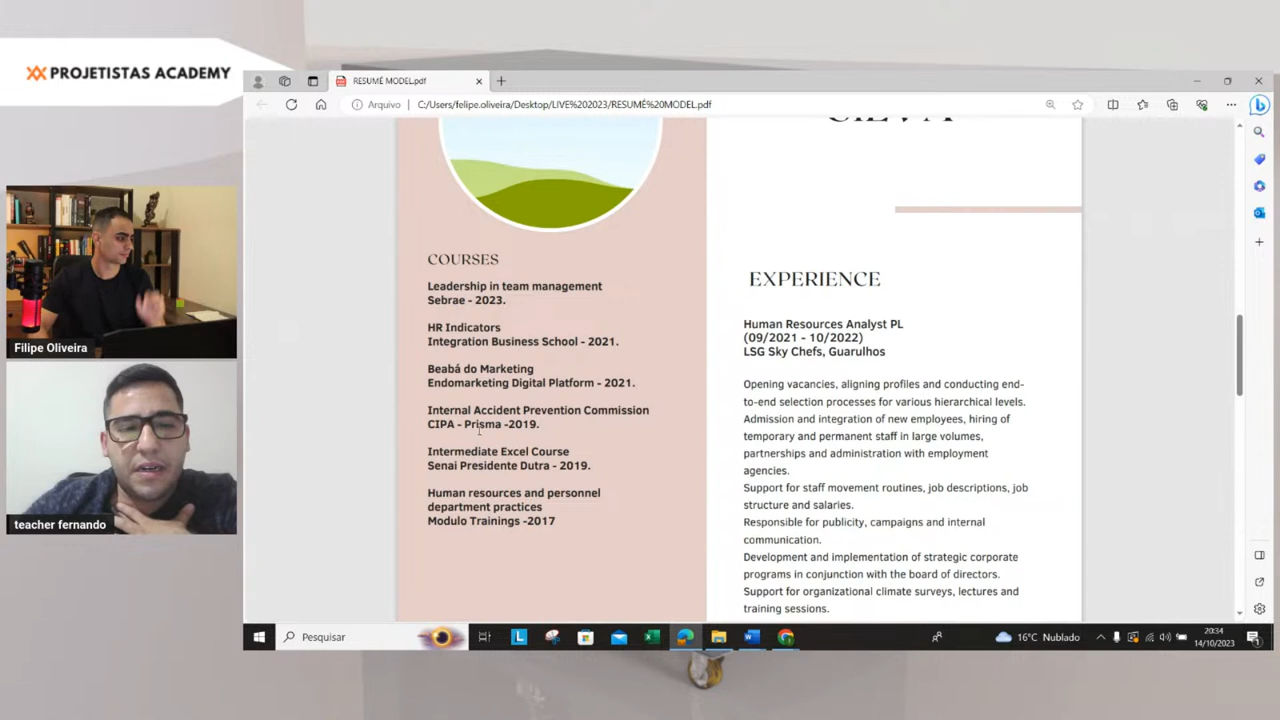 PROJETISTAS ACADEMY
RESUMÉ MODEL.pdf
Arquivo
C:/Users/felipe.oliveira/Desktop/LIVE%202023/RESUMÉ%20MODEL.pdf
Filipe Oliveira
teacher fernando
COURSES
Leadership in team management
Sebrae - 2023.
HR Indicators
Integration Business School - 2021.
Beabá do Marketing
Endomarketing Digital Platform - 2021.
Internal Accident Prevention Commission
CIPA - Prisma -2019.
Intermediate Excel Course
Senai Presidente Dutra - 2019.
Human resources and personnel
department practices
Modulo Trainings -2017
EXPERIENCE
Human Resources Analyst PL
(09/2021 - 10/2022)
LSG Sky Chefs, Guarulhos
Opening vacancies, aligning profiles and conducting end-
to-end selection processes for various hierarchical levels.
Admission and integration of new employees, hiring of
temporary and permanent staff in large volumes,
partnerships and administration with employment
agencies.
Support for staff movement routines, job descriptions, job
structure and salaries.
Responsible for publicity, campaigns and internal
communication.
Development and implementation of strategic corporate
programs in conjunction with the board of directors.
Support for organizational climate surveys, lectures and
training sessions.
Pesquisar
16°C Nublado
20:34
14/10/2023